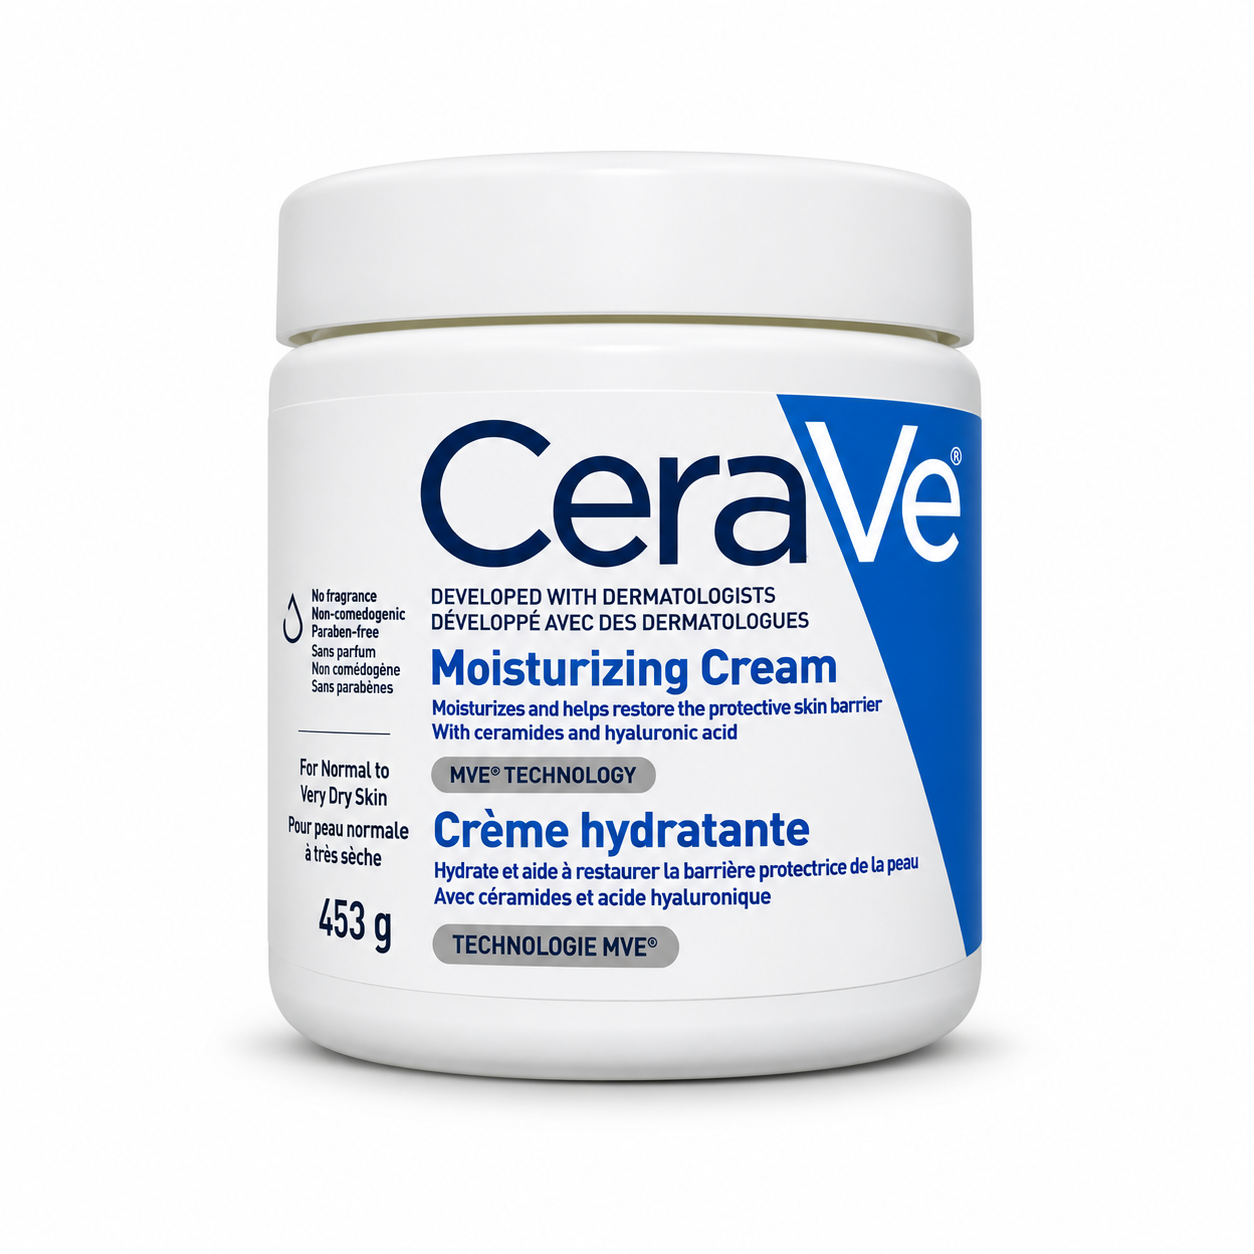 CeraVe®
DEVELOPED WITH DERMATOLOGISTS
DÉVELOPPÉ AVEC DES DERMATOLOGUES
Moisturizing Cream
Moisturizes and helps restore the protective skin barrier
With ceramides and hyaluronic acid
MVE® TECHNOLOGY
Crème hydratante
Hydrate et aide à restaurer la barrière protectrice de la peau
Avec céramides et acide hyaluronique
TECHNOLOGIE MVE®
No fragrance
Non-comedogenic
Paraben-free
Sans parfum
Non comédogène
Sans parabènes
For Normal to
Very Dry Skin
Pour peau normale
à très sèche
453 g